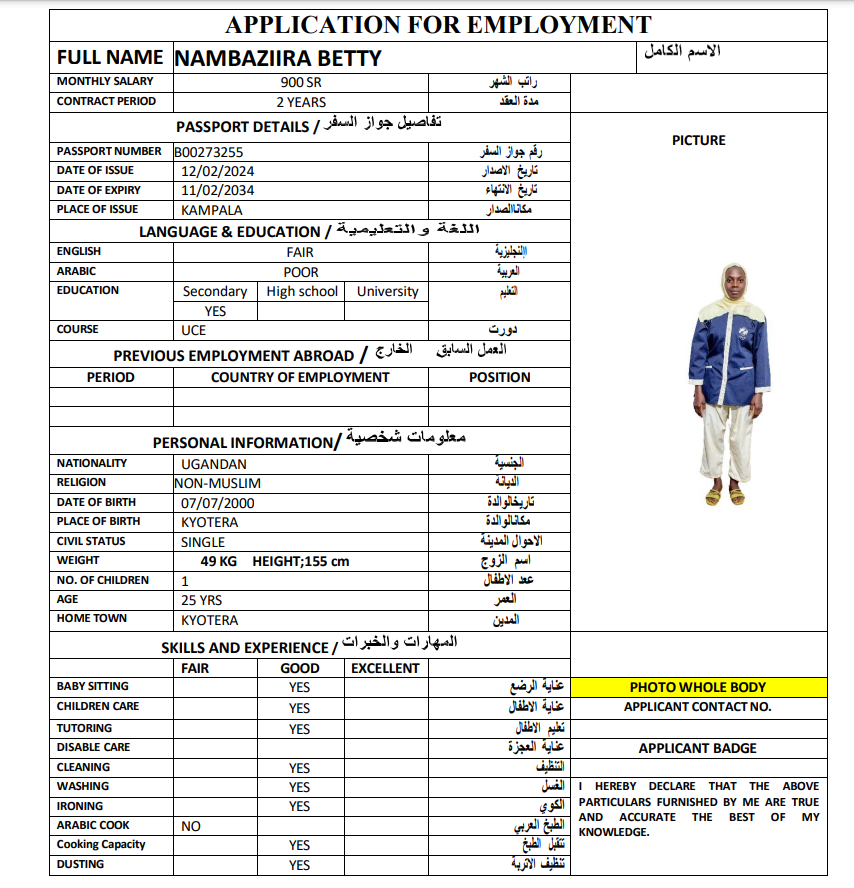 APPLICATION FOR EMPLOYMENT
FULL NAME NAMBAZIIRA BETTY الاسم الكامل
MONTHLY SALARY 900 SR راتب الشهر
CONTRACT PERIOD 2 YEARS مدة العقد
PASSPORT DETAILS / تفاصيل جواز السفر
PICTURE
PASSPORT NUMBER B00273255 رقم جواز السفر
DATE OF ISSUE 12/02/2024 تاريخ الاصدار
DATE OF EXPIRY 11/02/2034 تاريخ الانتهاء
PLACE OF ISSUE KAMPALA مكاناالصدار
LANGUAGE & EDUCATION / اللغة والتعليمية
ENGLISH FAIR االنجليزية
ARABIC POOR العربية
EDUCATION Secondary High school University التعليم
YES
COURSE UCE دورت
PREVIOUS EMPLOYMENT ABROAD / العمل السابق الخارج
PERIOD COUNTRY OF EMPLOYMENT POSITION
PERSONAL INFORMATION/ معلومات شخصية
NATIONALITY UGANDAN الجنسية
RELIGION NON-MUSLIM الديانة
DATE OF BIRTH 07/07/2000 تاريخالوالدة
PLACE OF BIRTH KYOTERA مكانالوالدة
CIVIL STATUS SINGLE الاحوال المدينة
WEIGHT 49 KG HEIGHT;155 cm اسم الزوج
NO. OF CHILDREN 1 عدد الاطفال
AGE 25 YRS العمر
HOME TOWN KYOTERA المدين
SKILLS AND EXPERIENCE / المهارات والخبرات
FAIR GOOD EXCELLENT
BABY SITTING YES عناية الرضع
PHOTO WHOLE BODY
CHILDREN CARE YES عناية الاطفال
APPLICANT CONTACT NO.
TUTORING YES تعليم الاطفال
DISABLE CARE عناية العجزة
APPLICANT BADGE
CLEANING YES التنظيف
WASHING YES الغسل
IRONING YES الكوي
ARABIC COOK NO الطبخ العربي
Cooking Capacity YES تتقبل الطبخ
DUSTING YES تنظيف الاتربة
I HEREBY DECLARE THAT THE ABOVE
PARTICULARS FURNISHED BY ME ARE TRUE
AND ACCURATE THE BEST OF MY
KNOWLEDGE.